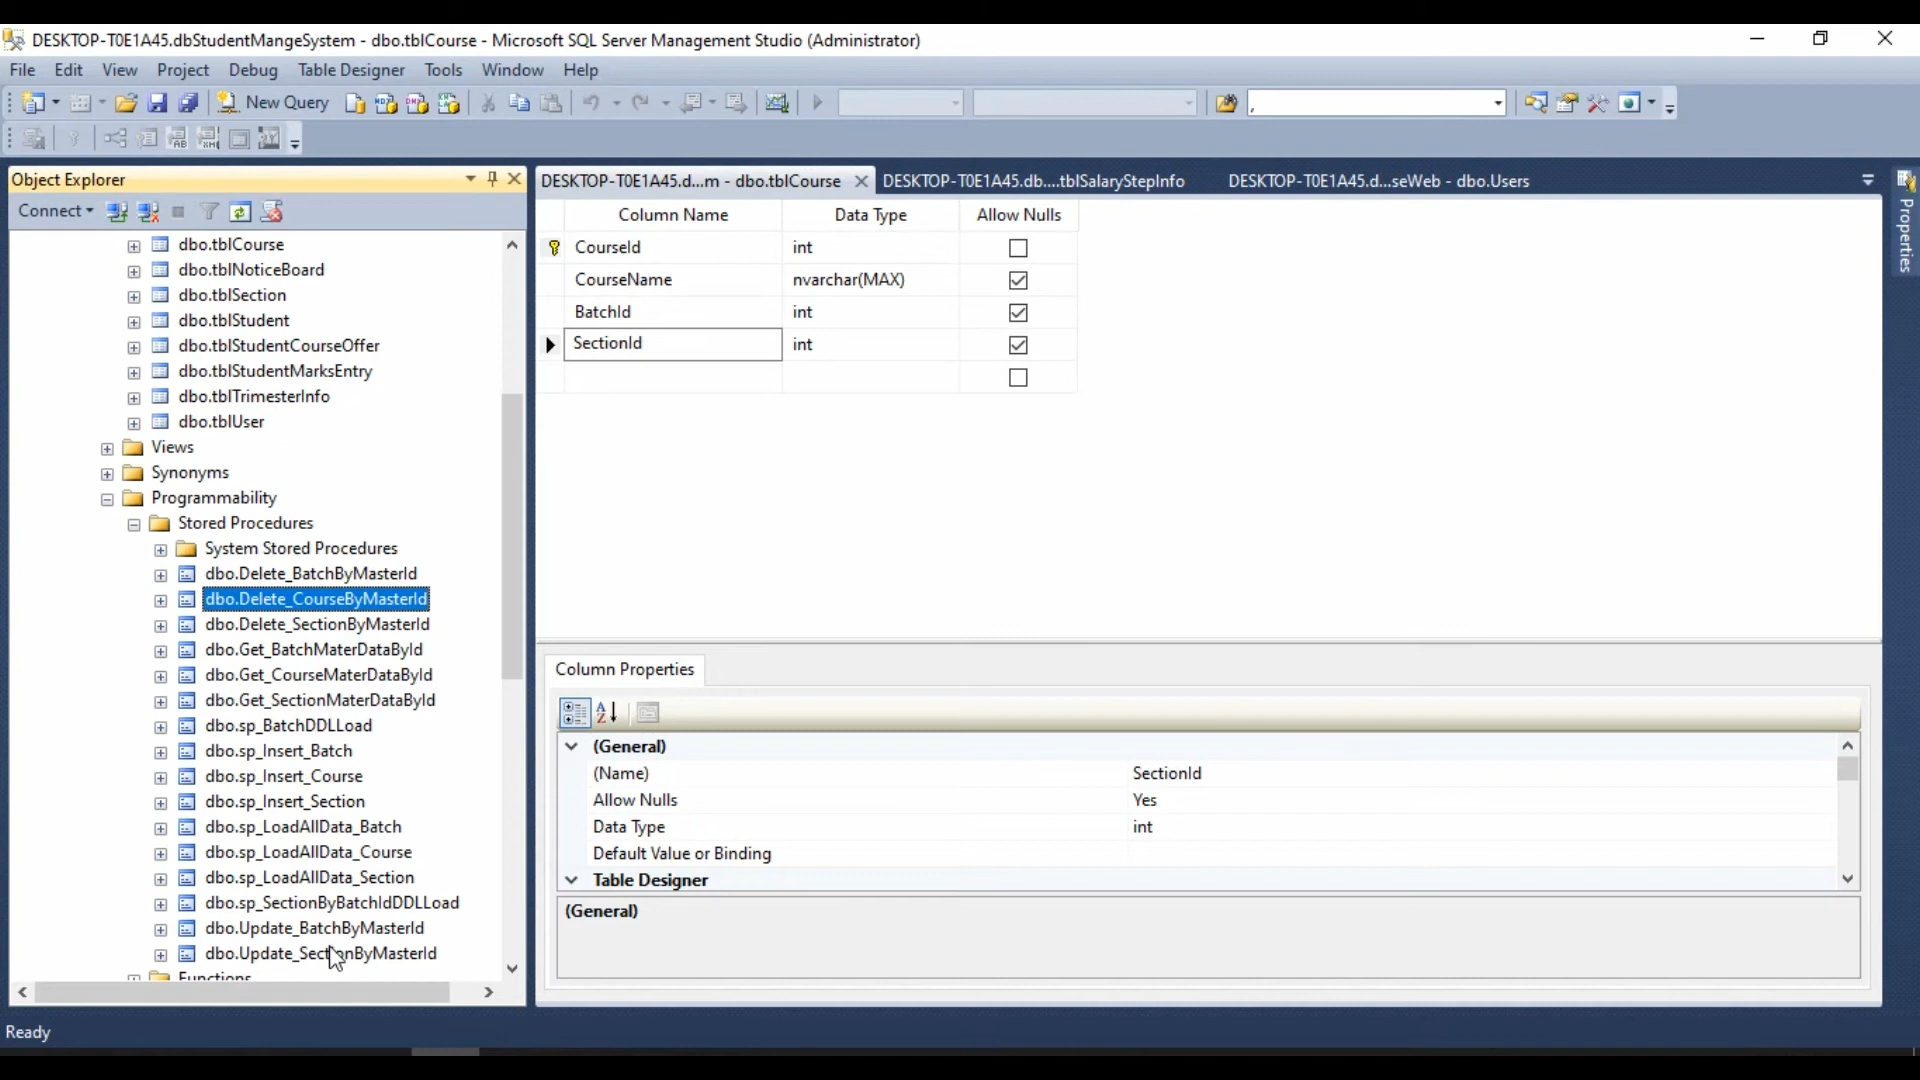 DESKTOP-T0E1A45.dbStudentMangeSystem - dbo.tblCourse - Microsoft SQL Server Management Studio (Administrator)
File Edit View Project Debug Table Designer Tools Window Help
New Query ,
Object Explorer
Connect
dbo.tblCourse
dbo.tblNoticeBoard
dbo.tblSection
dbo.tblStudent
dbo.tblStudentCourseOffer
dbo.tblStudentMarksEntry
dbo.tblTrimesterInfo
dbo.tblUser
Views
Synonyms
Programmability
Stored Procedures
System Stored Procedures
dbo.Delete_BatchByMasterId
dbo.Delete_CourseByMasterId
dbo.Delete_SectionByMasterId
dbo.Get_BatchMaterDataById
dbo.Get_CourseMaterDataById
dbo.Get_SectionMaterDataById
dbo.sp_BatchDDLLoad
dbo.sp_Insert_Batch
dbo.sp_Insert_Course
dbo.sp_Insert_Section
dbo.sp_LoadAllData_Batch
dbo.sp_LoadAllData_Course
dbo.sp_LoadAllData_Section
dbo.sp_SectionByBatchIdDDLLoad
dbo.Update_BatchByMasterId
dbo.Update_SectionByMasterId
Functions
DESKTOP-T0E1A45.d...m - dbo.tblCourse DESKTOP-T0E1A45.db....tblSalaryStepInfo DESKTOP-T0E1A45.d...seWeb - dbo.Users
Column Name Data Type Allow Nulls
CourseId int
CourseName nvarchar(MAX)
BatchId int
SectionId int
Column Properties
(General)
(Name) SectionId
Allow Nulls Yes
Data Type int
Default Value or Binding
Table Designer
(General)
Properties
Ready